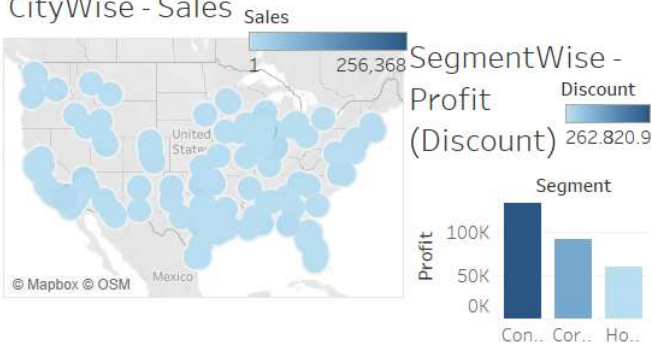 CityWise - Sales
Sales
1 256,368
United
States
Mexico
© Mapbox © OSM
SegmentWise -
Profit
(Discount)
Discount
262.820.9
Segment
Profit
100K
50K
0K
Con.. Cor.. Ho..